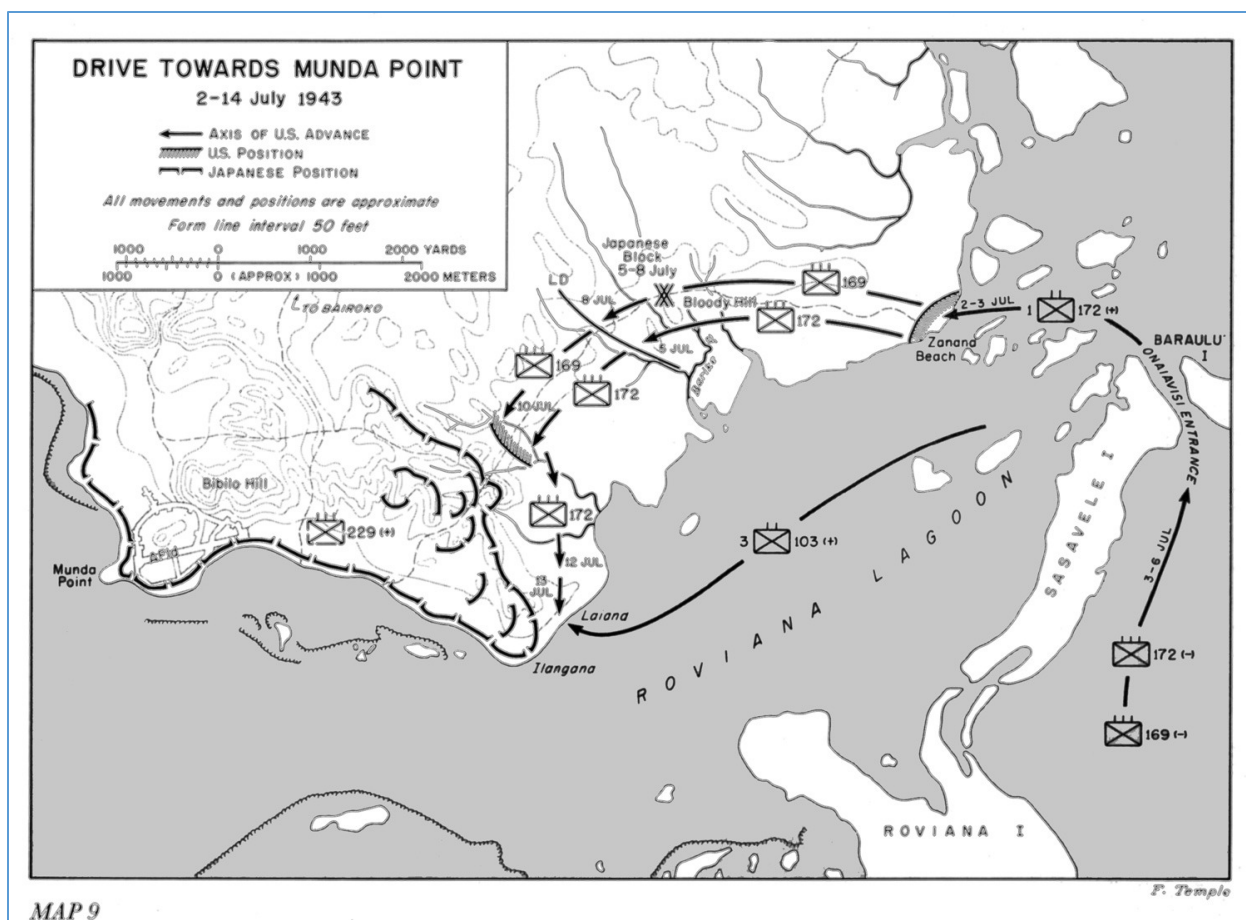 DRIVE TOWARDS MUNDA POINT
2-14 July 1943
AXIS OF U.S. ADVANCE
U.S. POSITION
JAPANESE POSITION
All movements and positions are approximate
Form line interval 50 feet
1000 0 1000 2000 YARDS
1000 0 (APPROX) 1000 2000 METERS
TO BAIROKO
Japanese
Block
5-8 July
LD
8 JUL
Bloody Hill
169
172
5 JUL
Bariko R
2-3 JUL
1 172 (+)
Zanana
Beach
BARAULU
I
ONAIAVISI ENTRANCE
169
172
10 JUL
Bibilo Hill
229 (+)
172
AFld
Munda
Point
12 JUL
13
JUL
Laiana
Ilangana
3 103 (+)
ROVIANA LAGOON
SASAVELE I
3-6 JUL
172 (-)
169 (-)
ROVIANA I
F. Temple
MAP 9